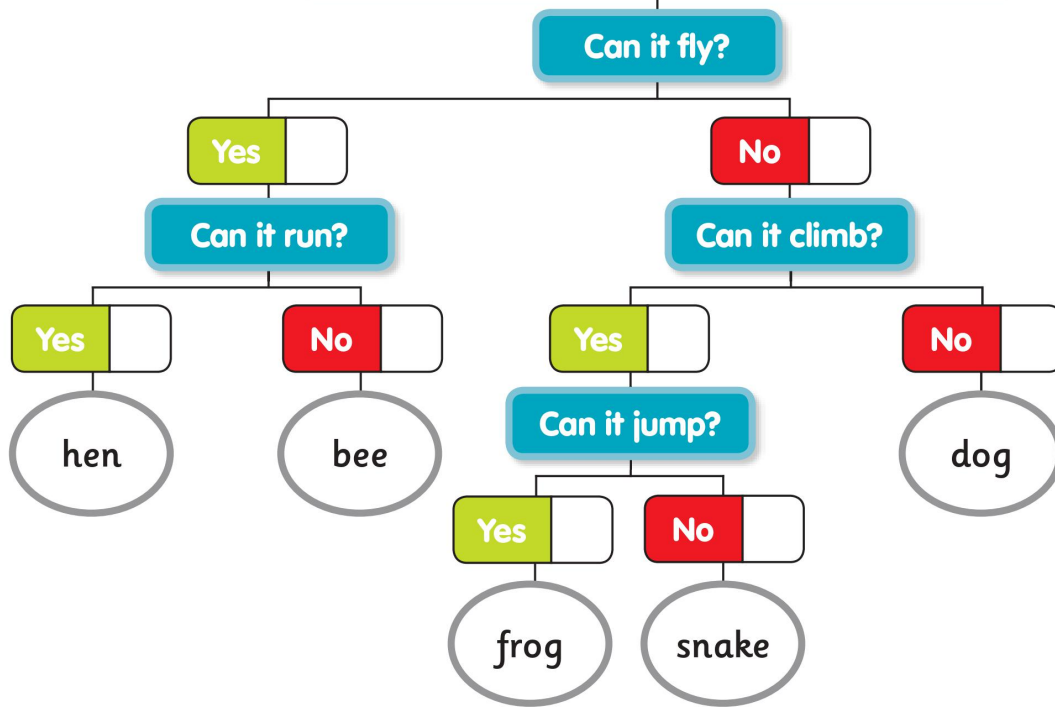 Can it fly?
Yes
No
Can it run?
Can it climb?
Yes
No
Yes
No
hen
bee
Can it jump?
dog
Yes
No
frog
snake